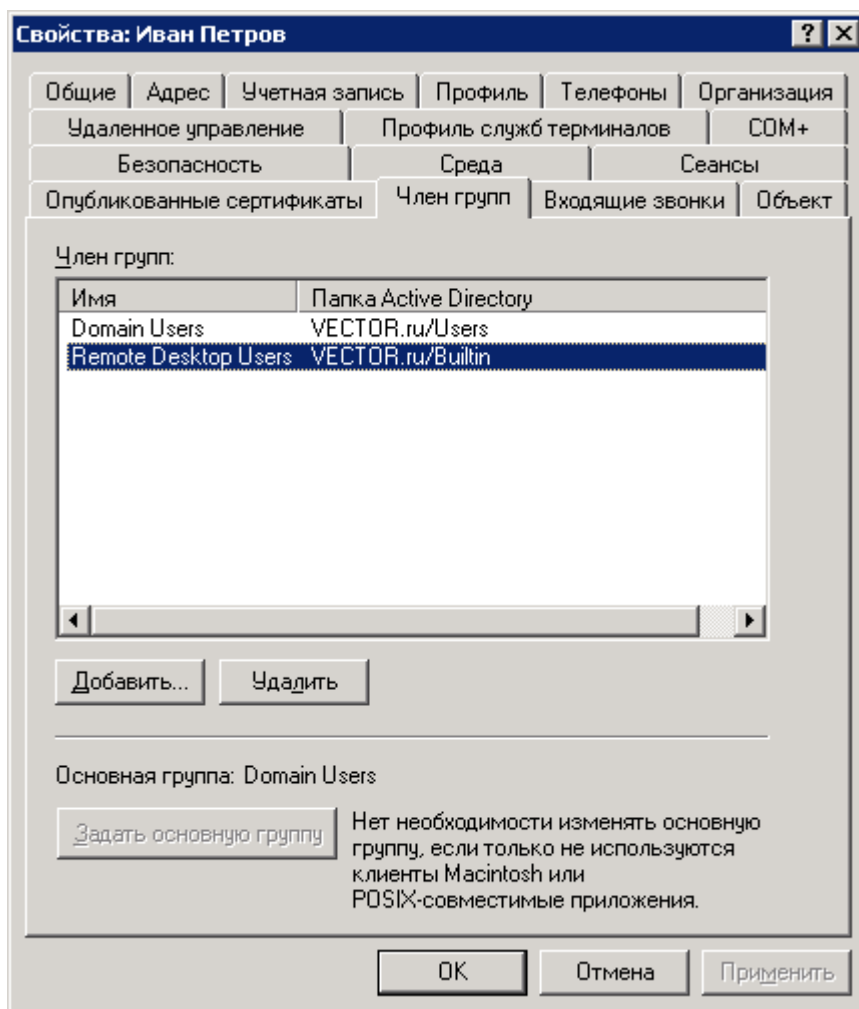 Свойства: Иван Петров
Общие Адрес Учетная запись Профиль Телефоны Организация
Удаленное управление Профиль служб терминалов COM+
Безопасность Среда Сеансы
Опубликованные сертификаты Член групп Входящие звонки Объект
Член групп:
Имя Папка Active Directory
Domain Users VECTOR.ru/Users
Remote Desktop Users VECTOR.ru/Builtin
Добавить... Удалить
Основная группа: Domain Users
Задать основную группу
Нет необходимости изменять основную
группу, если только не используются
клиенты Macintosh или
POSIX-совместимые приложения.
OK Отмена Применить